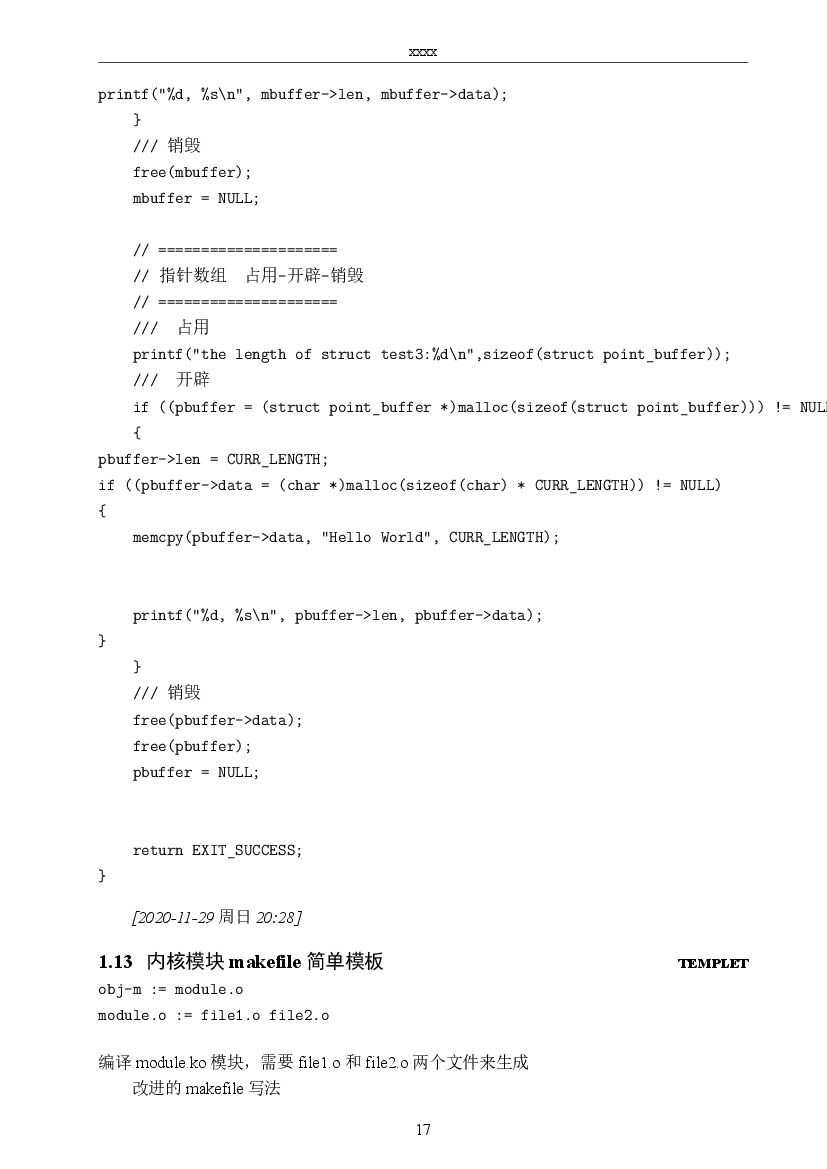 xxxx
printf("%d, %s\n", mbuffer->len, mbuffer->data);
    }
    /// 销毁
    free(mbuffer);
    mbuffer = NULL;
    // =====================
    // 指针数组  占用-开辟-销毁
    // =====================
    ///  占用
    printf("the length of struct test3:%d\n",sizeof(struct point_buffer));
    ///  开辟
    if ((pbuffer = (struct point_buffer *)malloc(sizeof(struct point_buffer))) != NULL
    {
pbuffer->len = CURR_LENGTH;
if ((pbuffer->data = (char *)malloc(sizeof(char) * CURR_LENGTH)) != NULL)
{
    memcpy(pbuffer->data, "Hello World", CURR_LENGTH);
    printf("%d, %s\n", pbuffer->len, pbuffer->data);
}
    }
    /// 销毁
    free(pbuffer->data);
    free(pbuffer);
    pbuffer = NULL;
    return EXIT_SUCCESS;
}
[2020-11-29 周日 20:28]
1.13 内核模块 makefile 简单模板 TEMPLET
obj-m := module.o
module.o := file1.o file2.o
编译 module.ko 模块，需要 file1.o 和 file2.o 两个文件来生成
改进的 makefile 写法
17